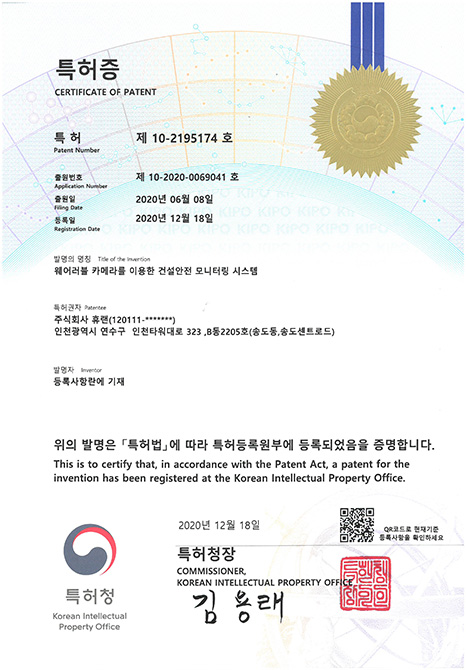 특허증
CERTIFICATE OF PATENT
특 허 제 10-2195174 호
Patent Number
출원번호 제 10-2020-0069041 호
Application Number
출원일 2020년 06월 08일
Filing Date
등록일 2020년 12월 18일
Registration Date
KIPO KIPO KIPO KIPO KIPO
발명의 명칭 Title of the Invention
웨어러블 카메라를 이용한 건설안전 모니터링 시스템
특허권자 Patentee
주식회사 휴랜(120111-*******)
인천광역시 연수구 인천타워대로 323 ,B동2205호(송도동,송도센트로드)
발명자 Inventor
등록사항란에 기재
위의 발명은 「특허법」에 따라 특허등록원부에 등록되었음을 증명합니다.
This is to certify that, in accordance with the Patent Act, a patent for the
invention has been registered at the Korean Intellectual Property Office.
2020년 12월 18일
QR코드로 현재기준
등록사항을 확인하세요
특허청장
COMMISSIONER,
KOREAN INTELLECTUAL PROPERTY OFFICE
김용래
특허청
Korean Intellectual
Property Office